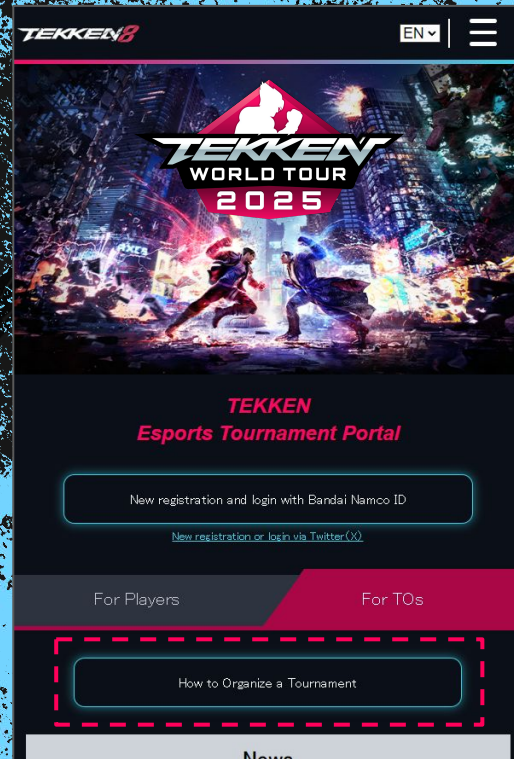 TEKKEN8
EN
TEKKEN
WORLD TOUR
2025
TEKKEN
Esports Tournament Portal
New registration and login with Bandai Namco ID
New registration or login via Twitter(X)
For Players
For TOs
How to Organize a Tournament
News